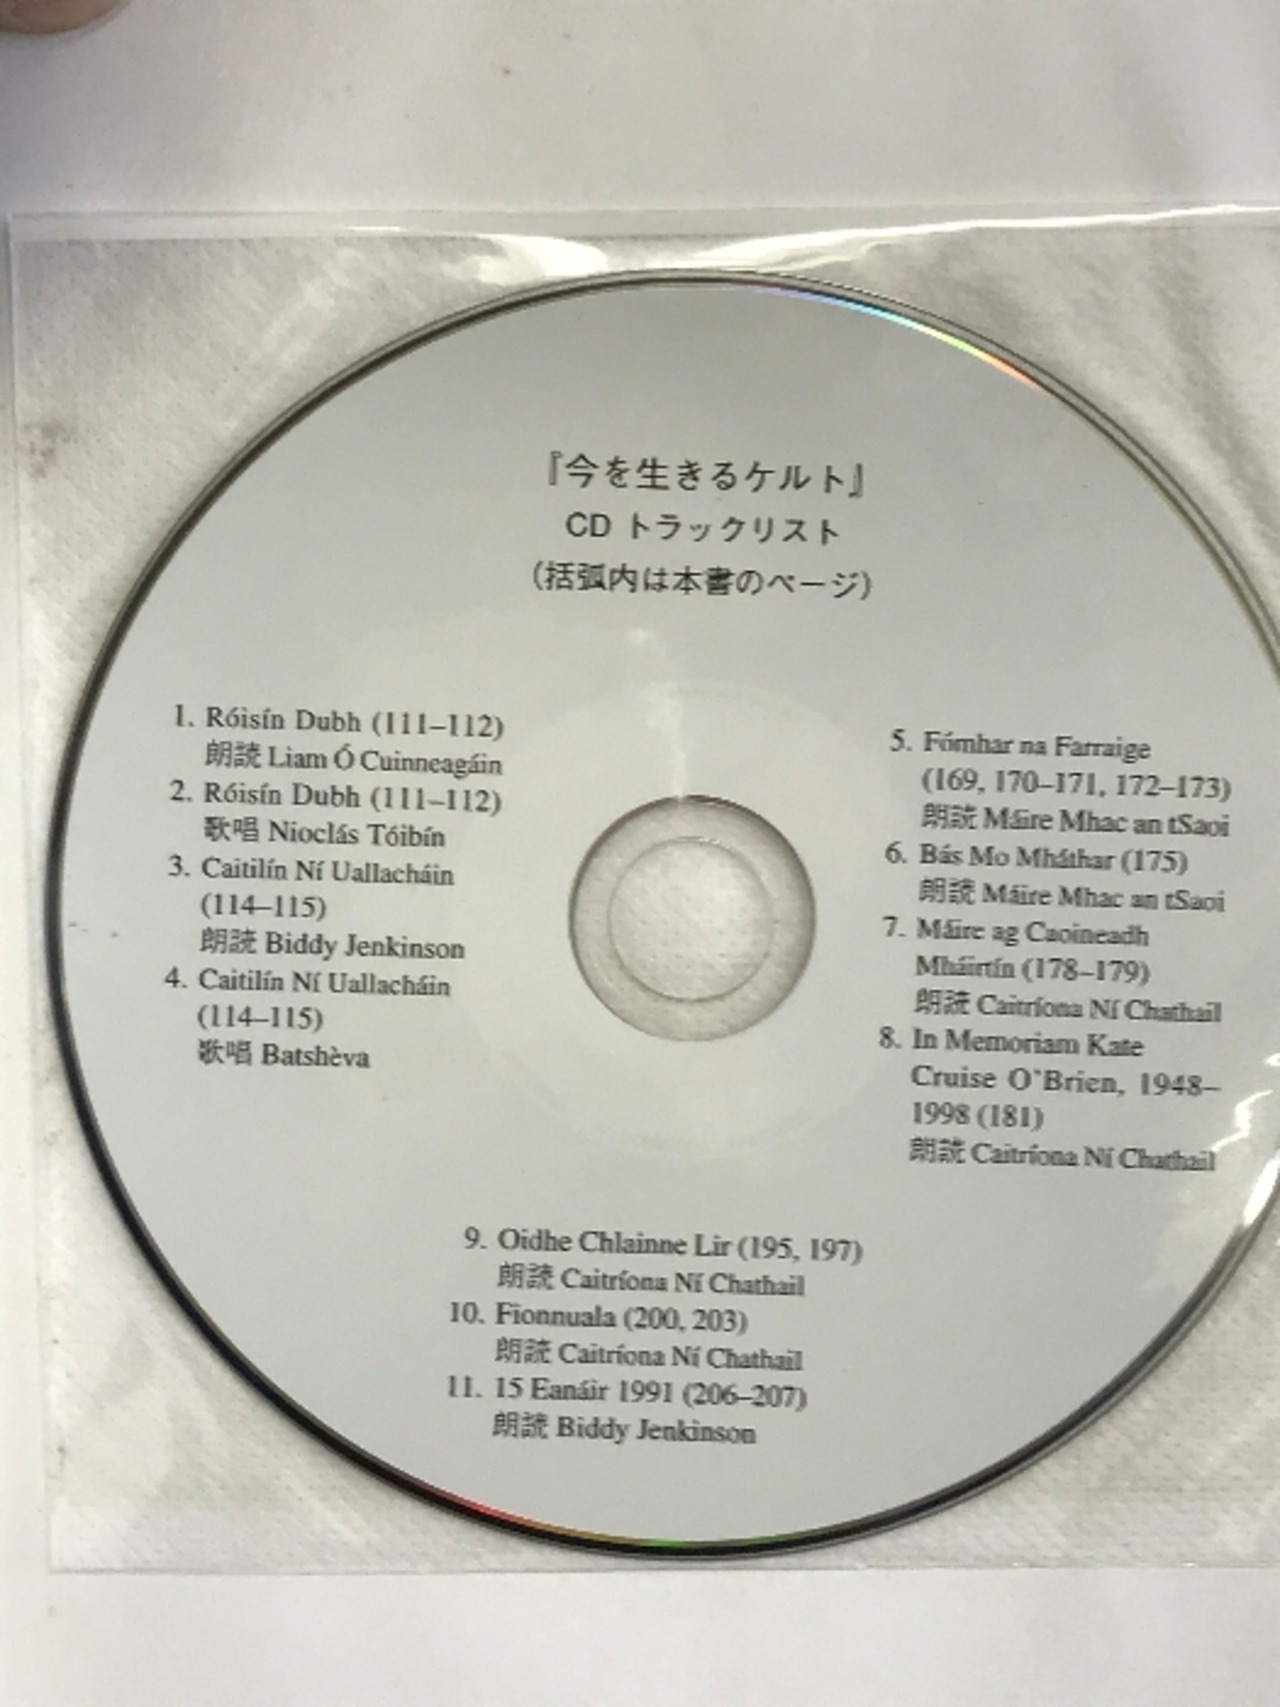 『今を生きるケルト』
CD トラックリスト
（括弧内は本書のページ）
1. Róisín Dubh (111–112)
朗読 Liam Ó Cuinneagáin
2. Róisín Dubh (111–112)
歌唱 Nioclás Tóibín
3. Caitilín Ní Uallacháin
(114–115)
朗読 Biddy Jenkinson
4. Caitilín Ní Uallacháin
(114–115)
歌唱 Batshèva
5. Fómhar na Farraige
(169, 170–171, 172–173)
朗読 Máire Mhac an tSaoi
6. Bás Mo Mháthar (175)
朗読 Máire Mhac an tSaoi
7. Máire ag Caoineadh
Mháirtín (178–179)
朗読 Caitríona Ní Chathail
8. In Memoriam Kate
Cruise O'Brien, 1948–
1998 (181)
朗読 Caitríona Ní Chathail
9. Oidhe Chlainne Lir (195, 197)
朗読 Caitríona Ní Chathail
10. Fionnuala (200, 203)
朗読 Caitríona Ní Chathail
11. 15 Eanáir 1991 (206–207)
朗読 Biddy Jenkinson